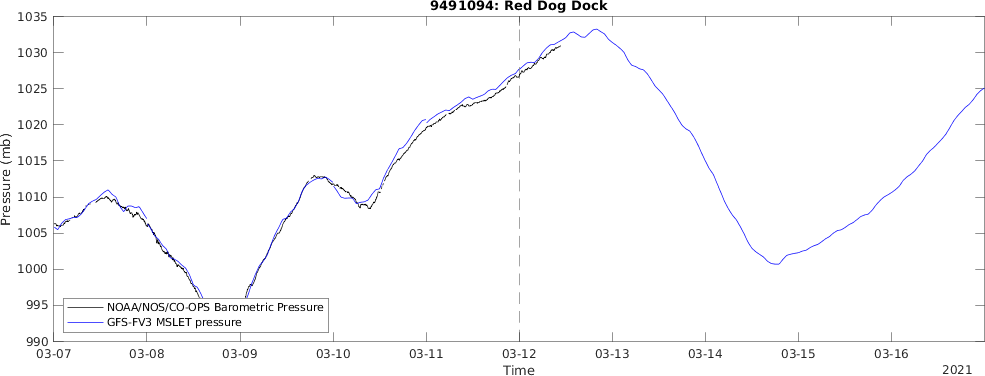 9491094: Red Dog Dock
1035
1030
1025
1020
1015
1010
1005
1000
995
990
Pressure (mb)
NOAA/NOS/CO-OPS Barometric Pressure
GFS-FV3 MSLET pressure
03-07 03-08 03-09 03-10 03-11 03-12 03-13 03-14 03-15 03-16
Time
2021